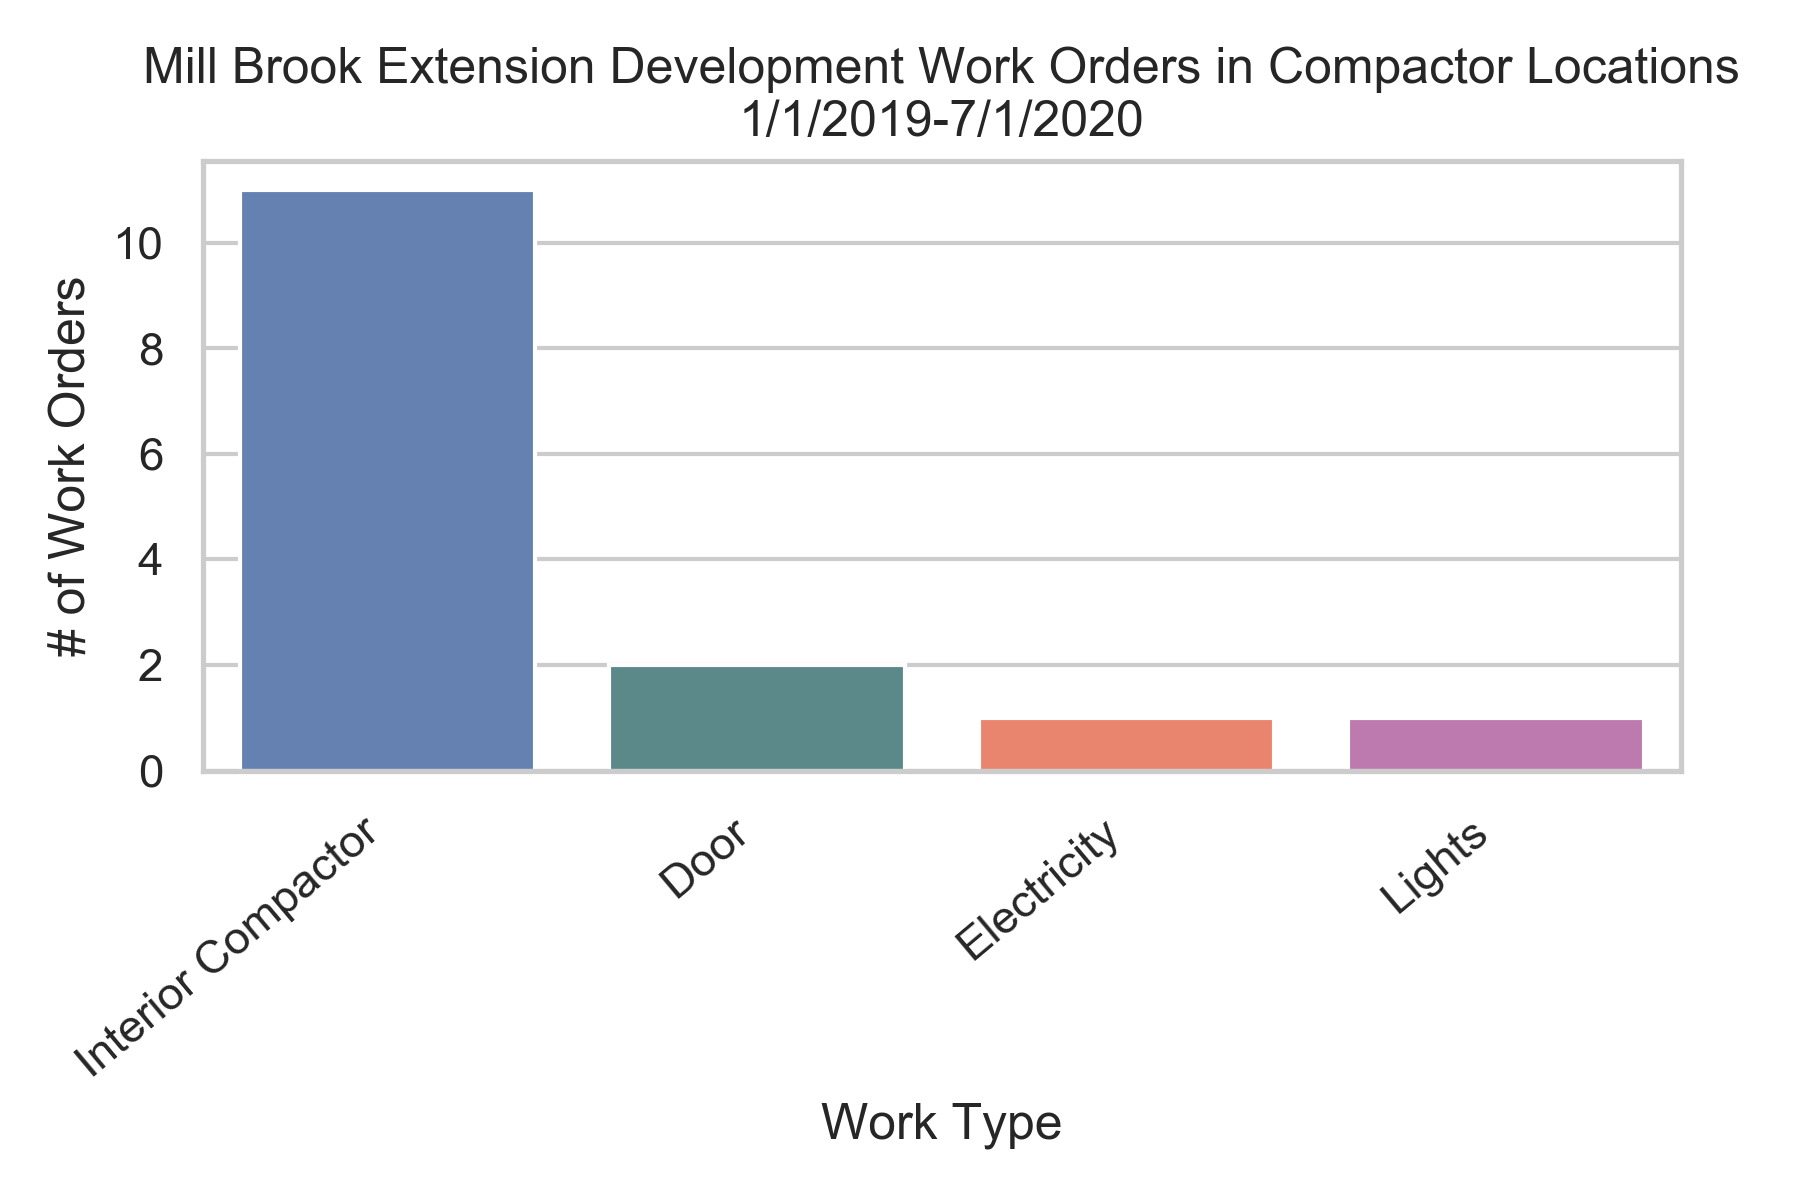 Mill Brook Extension Development Work Orders in Compactor Locations
1/1/2019-7/1/2020
# of Work Orders
10
8
6
4
2
0
Interior Compactor
Door
Electricity
Lights
Work Type